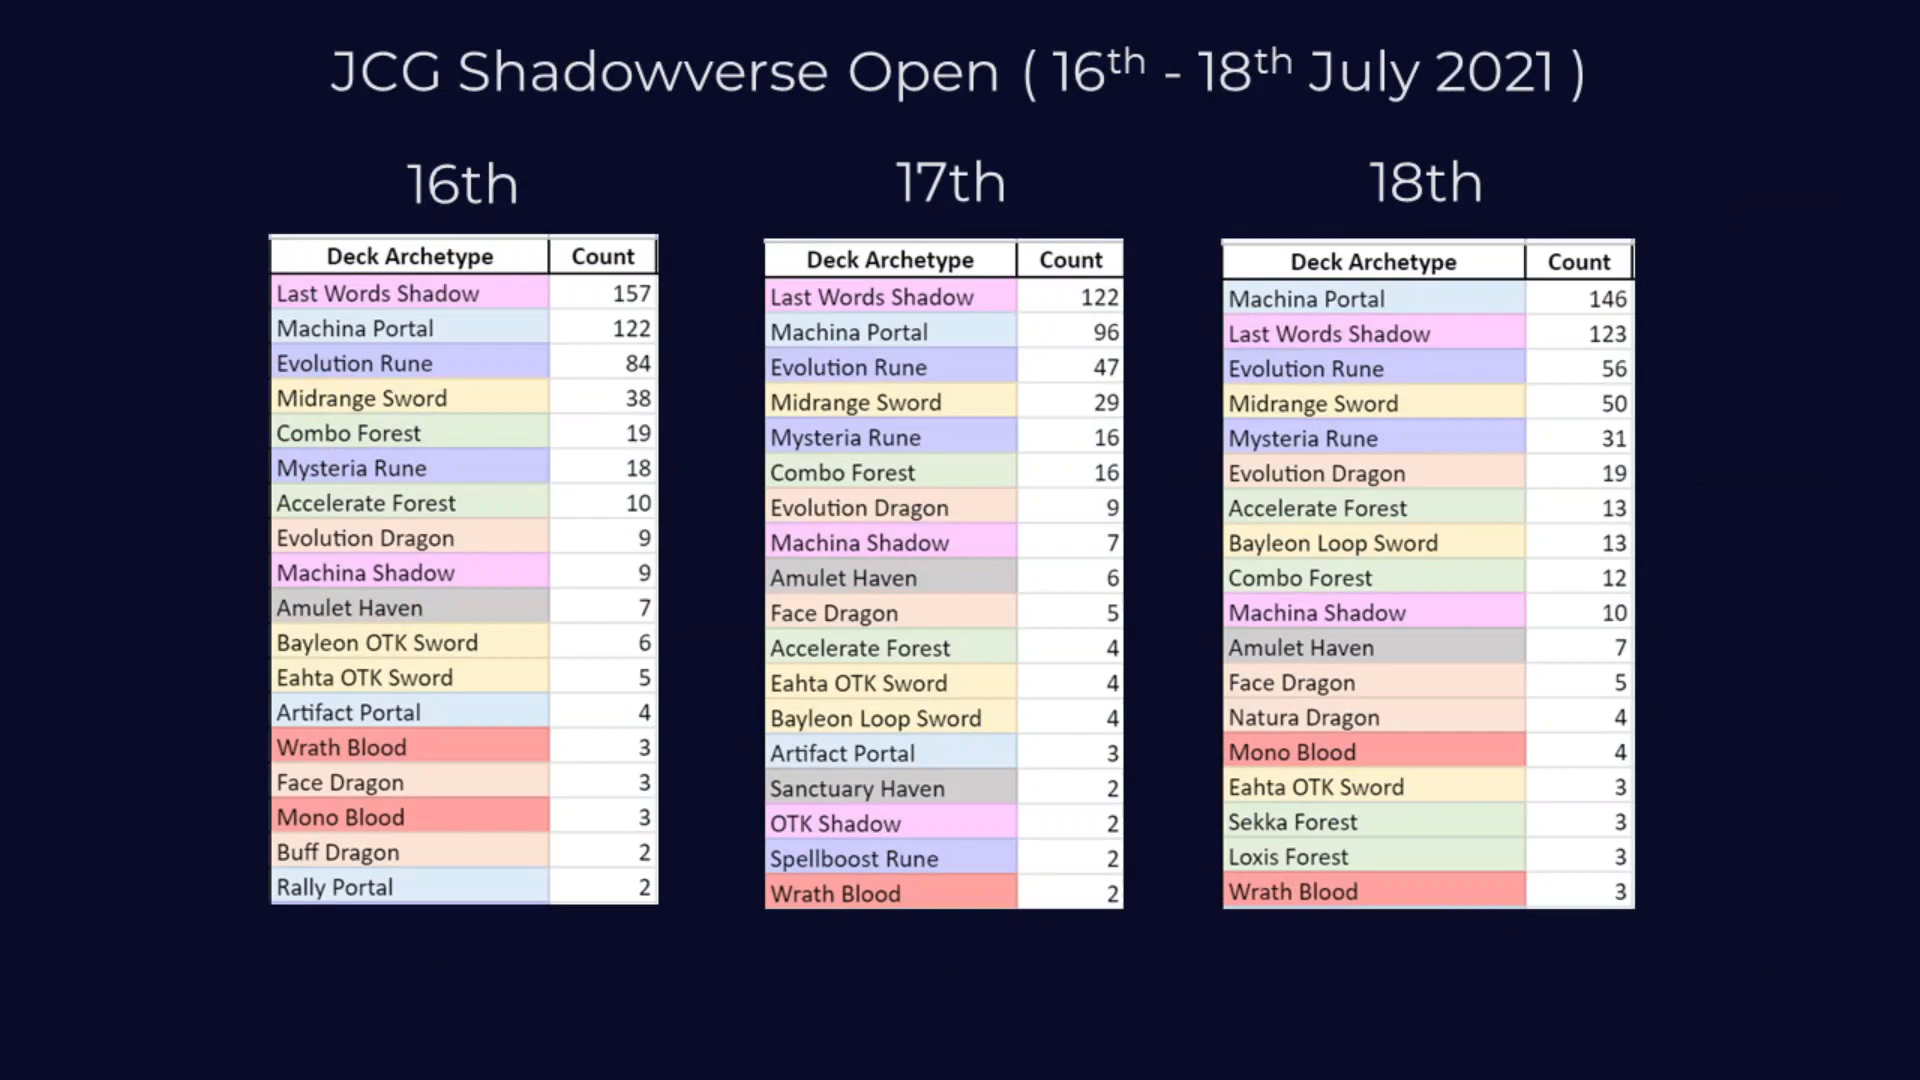 JCG Shadowverse Open ( 16th - 18th July 2021 )
16th
Deck Archetype Count
Last Words Shadow 157
Machina Portal 122
Evolution Rune 84
Midrange Sword 38
Combo Forest 19
Mysteria Rune 18
Accelerate Forest 10
Evolution Dragon 9
Machina Shadow 9
Amulet Haven 7
Bayleon OTK Sword 6
Eahta OTK Sword 5
Artifact Portal 4
Wrath Blood 3
Face Dragon 3
Mono Blood 3
Buff Dragon 2
Rally Portal 2
17th
Deck Archetype Count
Last Words Shadow 122
Machina Portal 96
Evolution Rune 47
Midrange Sword 29
Mysteria Rune 16
Combo Forest 16
Evolution Dragon 9
Machina Shadow 7
Amulet Haven 6
Face Dragon 5
Accelerate Forest 4
Eahta OTK Sword 4
Bayleon Loop Sword 4
Artifact Portal 3
Sanctuary Haven 2
OTK Shadow 2
Spellboost Rune 2
Wrath Blood 2
18th
Deck Archetype Count
Machina Portal 146
Last Words Shadow 123
Evolution Rune 56
Midrange Sword 50
Mysteria Rune 31
Evolution Dragon 19
Accelerate Forest 13
Bayleon Loop Sword 13
Combo Forest 12
Machina Shadow 10
Amulet Haven 7
Face Dragon 5
Natura Dragon 4
Mono Blood 4
Eahta OTK Sword 3
Sekka Forest 3
Loxis Forest 3
Wrath Blood 3